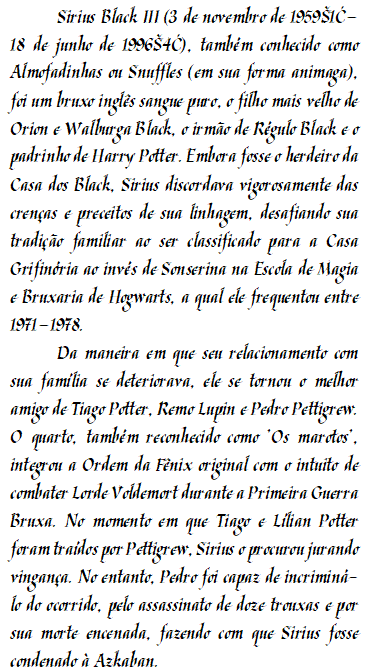 Sirius Black III (3 de novembro de 1959Š1Ć–
18 de junho de 1996Š4Ć), também conhecido como
Almofadinhas ou Snuffles (em sua forma animaga),
foi um bruxo inglês sangue puro, o filho mais velho de
Orion e Walburga Black, o irmão de Régulo Black e o
padrinho de Harry Potter. Embora fosse o herdeiro da
Casa dos Black, Sirius discordava vigorosamente das
crenças e preceitos de sua linhagem, desafiando sua
tradição familiar ao ser classificado para a Casa
Grifinória ao invés de Sonserina na Escola de Magia
e Bruxaria de Hogwarts, a qual ele frequentou entre
1971–1978.
Da maneira em que seu relacionamento com
sua família se deteriorava, ele se tornou o melhor
amigo de Tiago Potter, Remo Lupin e Pedro Pettigrew.
O quarto, também reconhecido como "Os marotos",
integrou a Ordem da Fênix original com o intuito de
combater Lorde Voldemort durante a Primeira Guerra
Bruxa. No momento em que Tiago e Lílian Potter
foram traídos por Pettigrew, Sirius o procurou jurando
vingança. No entanto, Pedro foi capaz de incriminá-
lo do ocorrido, pelo assassinato de doze trouxas e por
sua morte encenada, fazendo com que Sirius fosse
condenado à Azkaban.